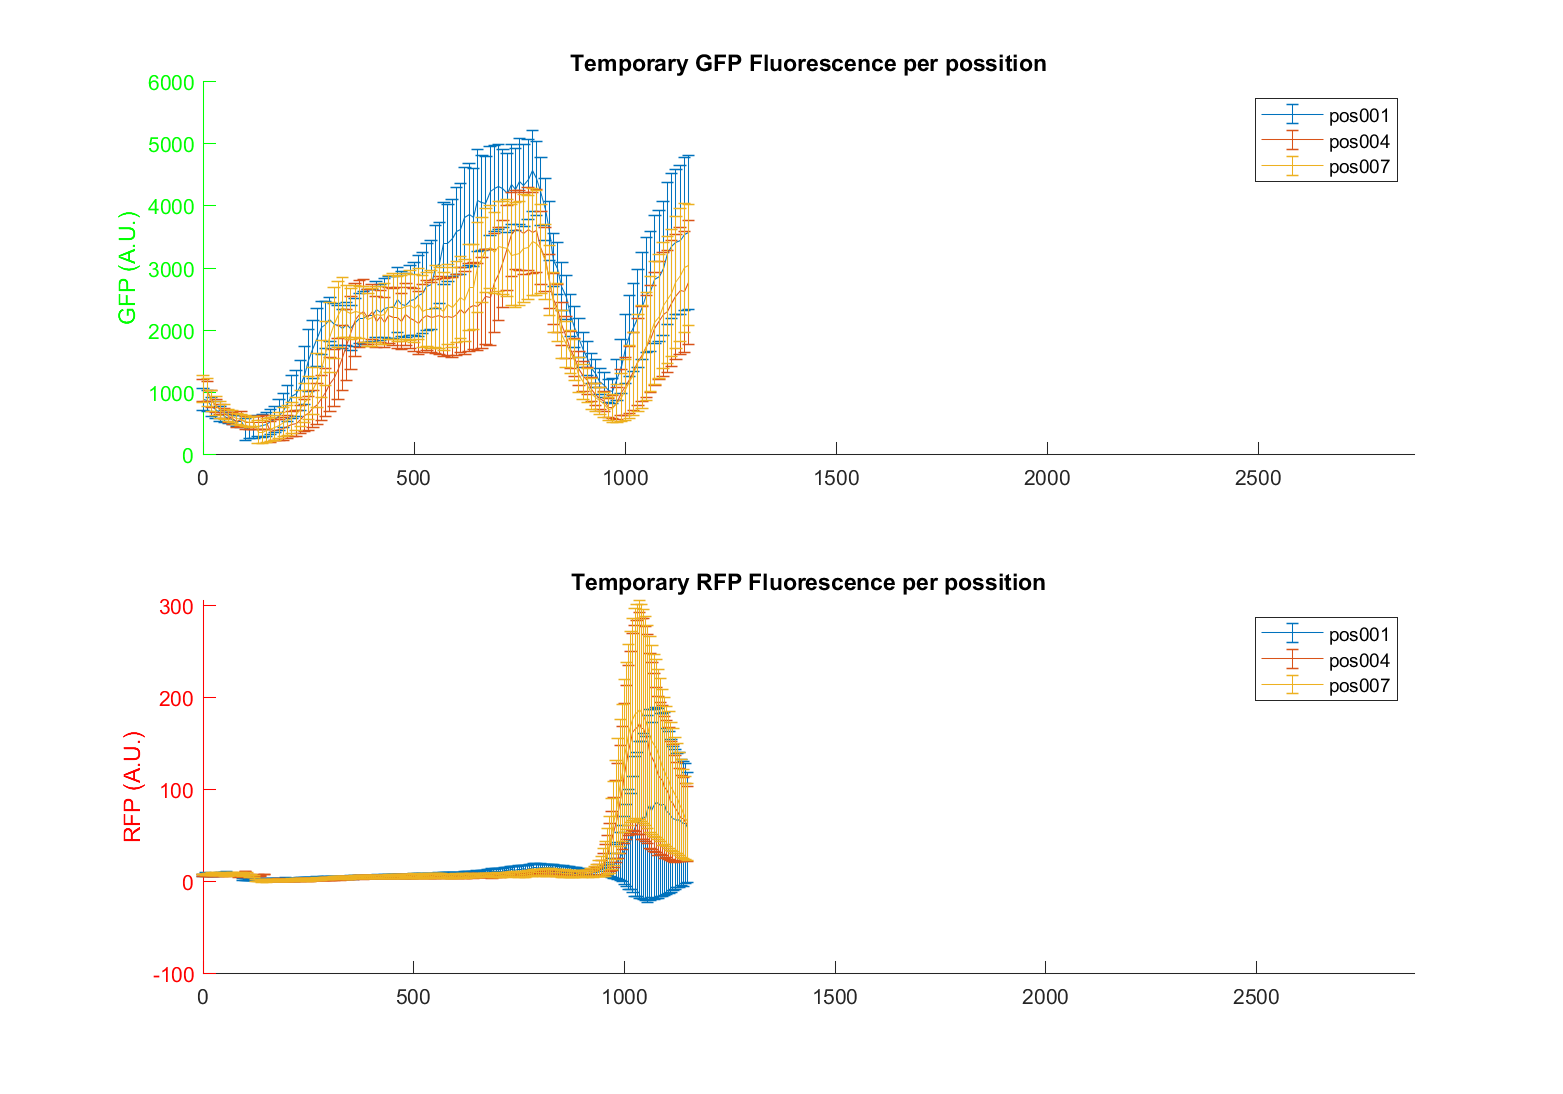 Temporary GFP Fluorescence per possition
6000
5000
4000
3000
2000
1000
0
GFP (A.U.)
0 500 1000 1500 2000 2500
pos001
pos004
pos007
Temporary RFP Fluorescence per possition
300
200
100
0
-100
RFP (A.U.)
0 500 1000 1500 2000 2500
pos001
pos004
pos007